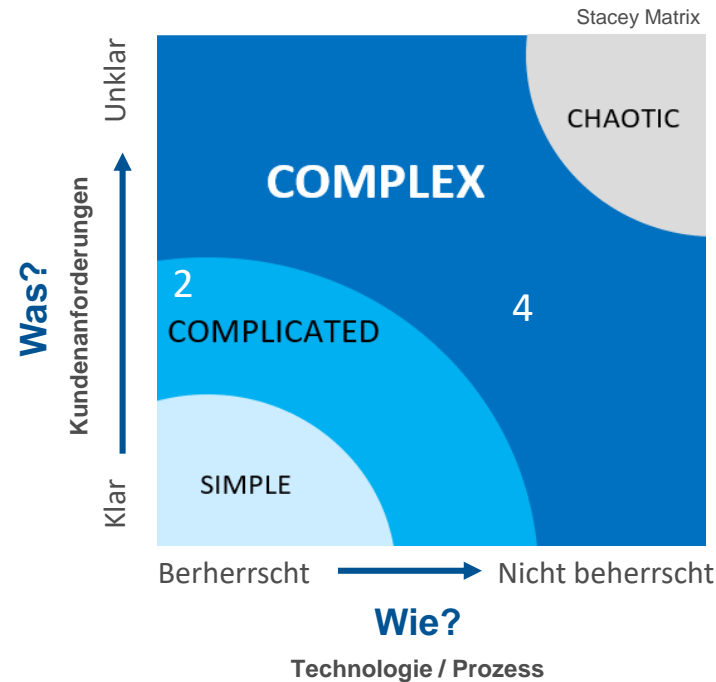 Stacey Matrix
Unklar
CHAOTIC
COMPLEX
Was?
Kundenanforderungen
2
4
COMPLICATED
SIMPLE
Klar
Berherrscht
Nicht beherrscht
Wie?
Technologie / Prozess